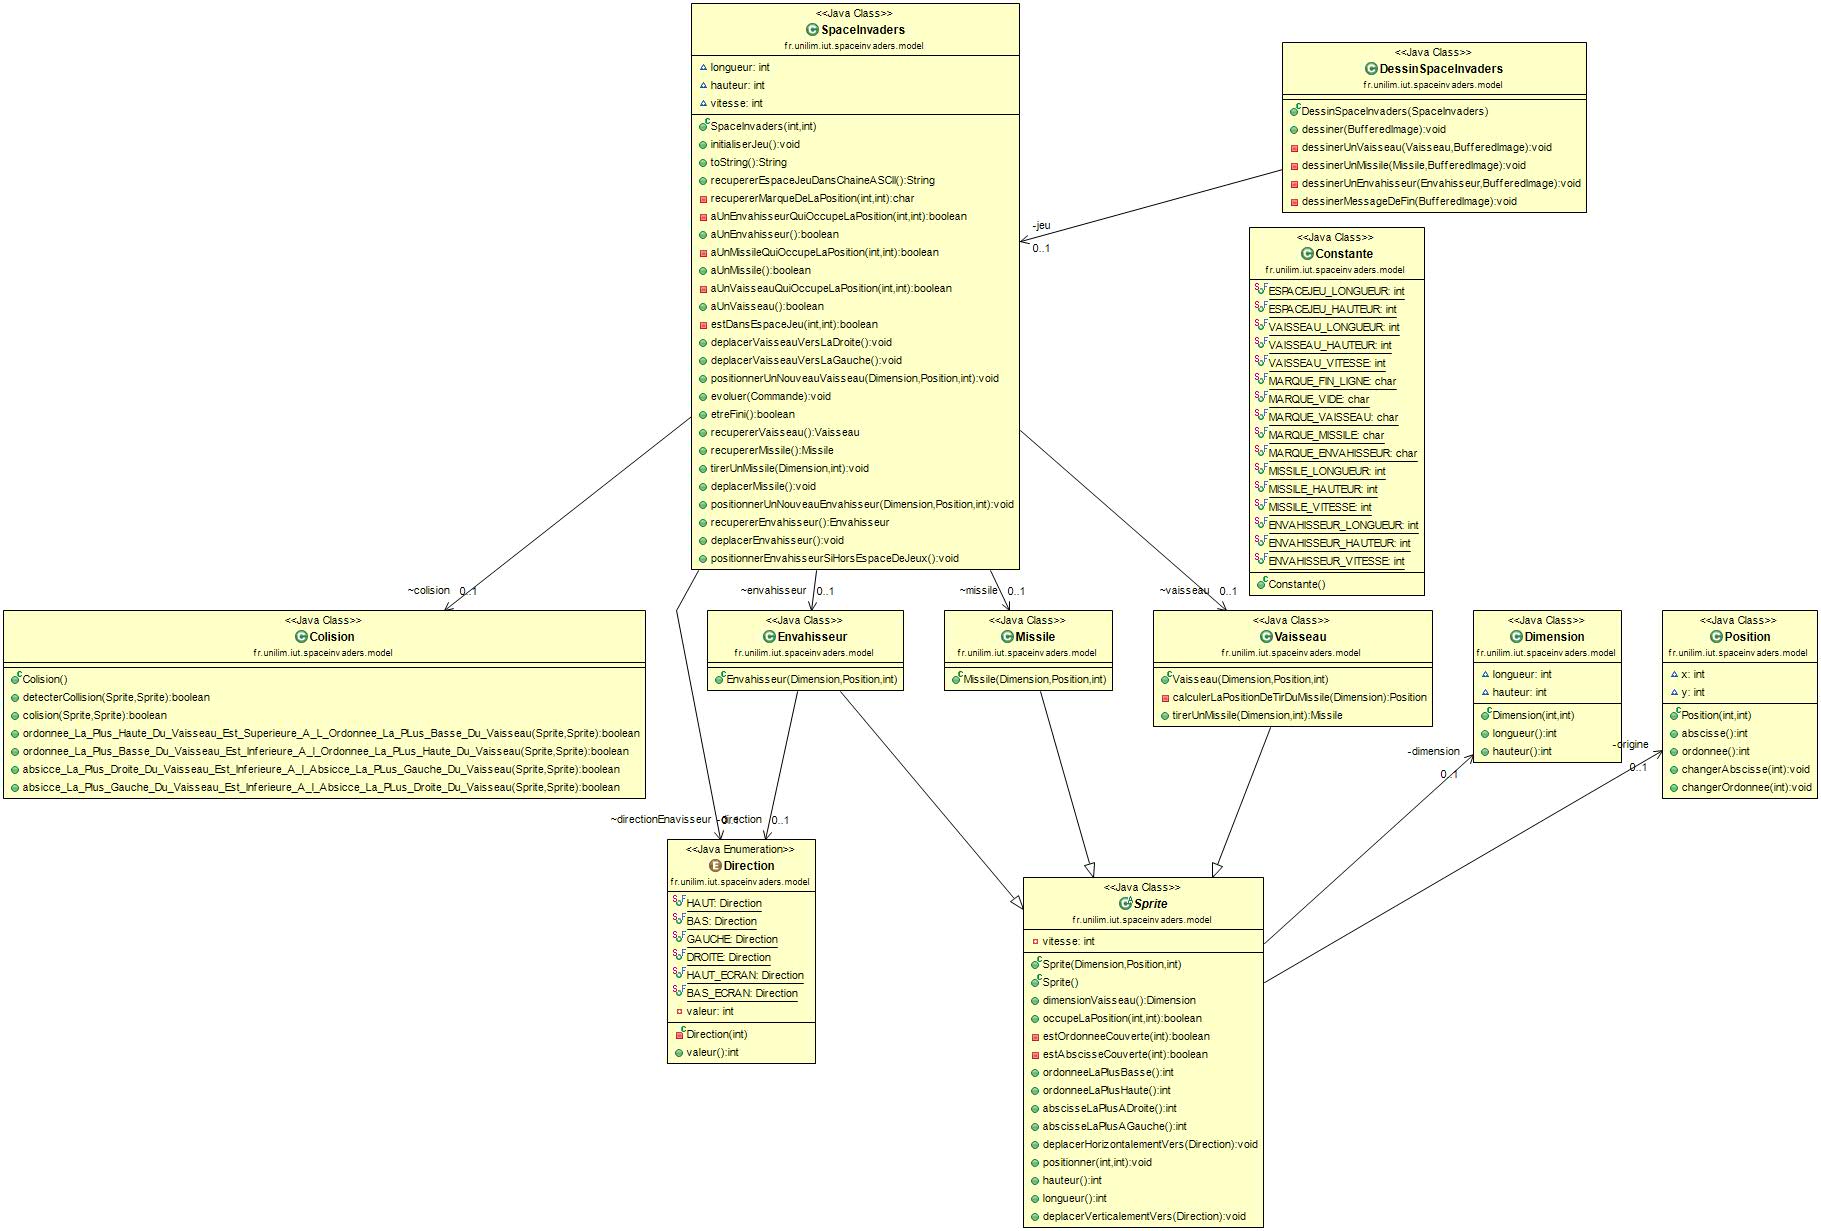 <<Java Class>>
SpaceInvaders
fr.unilim.iut.spaceinvaders.model
longueur: int
hauteur: int
vitesse: int
SpaceInvaders(int,int)
initialiserJeu():void
toString():String
recupererEspaceJeuDansChaineASCII():String
recupererMarqueDeLaPosition(int,int):char
aUnEnvahisseurQuiOccupeLaPosition(int,int):boolean
aUnEnvahisseur():boolean
aUnMissileQuiOccupeLaPosition(int,int):boolean
aUnMissile():boolean
aUnVaisseauQuiOccupeLaPosition(int,int):boolean
aUnVaisseau():boolean
estDansEspaceJeu(int,int):boolean
deplacerVaisseauVersLaDroite():void
deplacerVaisseauVersLaGauche():void
positionnerUnNouveauVaisseau(Dimension,Position,int):void
evoluer(Commande):void
etreFini():boolean
recupererVaisseau():Vaisseau
recupererMissile():Missile
tirerUnMissile(Dimension,int):void
deplacerMissile():void
positionnerUnNouveauEnvahisseur(Dimension,Position,int):void
recupererEnvahisseur():Envahisseur
deplacerEnvahisseur():void
positionnerEnvahisseurSiHorsEspaceDeJeux():void
<<Java Class>>
DessinSpaceInvaders
fr.unilim.iut.spaceinvaders.model
DessinSpaceInvaders(SpaceInvaders)
dessiner(BufferedImage):void
dessinerUnVaisseau(Vaisseau,BufferedImage):void
dessinerUnMissile(Missile,BufferedImage):void
dessinerUnEnvahisseur(Envahisseur,BufferedImage):void
dessinerMessageDeFin(BufferedImage):void
-jeu
0..1
<<Java Class>>
Constante
fr.unilim.iut.spaceinvaders.model
ESPACEJEU_LONGUEUR: int
ESPACEJEU_HAUTEUR: int
VAISSEAU_LONGUEUR: int
VAISSEAU_HAUTEUR: int
VAISSEAU_VITESSE: int
MARQUE_FIN_LIGNE: char
MARQUE_VIDE: char
MARQUE_VAISSEAU: char
MARQUE_MISSILE: char
MARQUE_ENVAHISSEUR: char
MISSILE_LONGUEUR: int
MISSILE_HAUTEUR: int
MISSILE_VITESSE: int
ENVAHISSEUR_LONGUEUR: int
ENVAHISSEUR_HAUTEUR: int
ENVAHISSEUR_VITESSE: int
Constante()
~colision 0..1
~envahisseur 0..1
~missile 0..1
~vaisseau 0..1
<<Java Class>>
Colision
fr.unilim.iut.spaceinvaders.model
Colision()
detecterCollision(Sprite,Sprite):boolean
colision(Sprite,Sprite):boolean
ordonnee_La_Plus_Haute_Du_Vaisseau_Est_Superieure_A_L_Ordonnee_La_PLus_Basse_Du_Vaisseau(Sprite,Sprite):boolean
ordonnee_La_Plus_Basse_Du_Vaisseau_Est_Inferieure_A_l_Ordonnee_La_PLus_Haute_Du_Vaisseau(Sprite,Sprite):boolean
absicce_La_Plus_Droite_Du_Vaisseau_Est_Inferieure_A_l_Absicce_La_PLus_Gauche_Du_Vaisseau(Sprite,Sprite):boolean
absicce_La_Plus_Gauche_Du_Vaisseau_Est_Inferieure_A_l_Absicce_La_PLus_Droite_Du_Vaisseau(Sprite,Sprite):boolean
<<Java Class>>
Envahisseur
fr.unilim.iut.spaceinvaders.model
Envahisseur(Dimension,Position,int)
<<Java Class>>
Missile
fr.unilim.iut.spaceinvaders.model
Missile(Dimension,Position,int)
<<Java Class>>
Vaisseau
fr.unilim.iut.spaceinvaders.model
Vaisseau(Dimension,Position,int)
calculerLaPositionDeTirDuMissile(Dimension):Position
tirerUnMissile(Dimension,int):Missile
<<Java Class>>
Dimension
fr.unilim.iut.spaceinvaders.model
longueur: int
hauteur: int
Dimension(int,int)
longueur():int
hauteur():int
<<Java Class>>
Position
fr.unilim.iut.spaceinvaders.model
x: int
y: int
Position(int,int)
abscisse():int
ordonnee():int
changerAbscisse(int):void
changerOrdonnee(int):void
-dimension
0..1
-origine
0..1
~directionEnavisseur 0..1
-direction 0..1
<<Java Enumeration>>
Direction
fr.unilim.iut.spaceinvaders.model
HAUT: Direction
BAS: Direction
GAUCHE: Direction
DROITE: Direction
HAUT_ECRAN: Direction
BAS_ECRAN: Direction
valeur: int
Direction(int)
valeur():int
<<Java Class>>
Sprite
fr.unilim.iut.spaceinvaders.model
vitesse: int
Sprite(Dimension,Position,int)
Sprite()
dimensionVaisseau():Dimension
occupeLaPosition(int,int):boolean
estOrdonneeCouverte(int):boolean
estAbscisseCouverte(int):boolean
ordonneeLaPlusBasse():int
ordonneeLaPlusHaute():int
abscisseLaPlusADroite():int
abscisseLaPlusAGauche():int
deplacerHorizontalementVers(Direction):void
positionner(int,int):void
hauteur():int
longueur():int
deplacerVerticalementVers(Direction):void